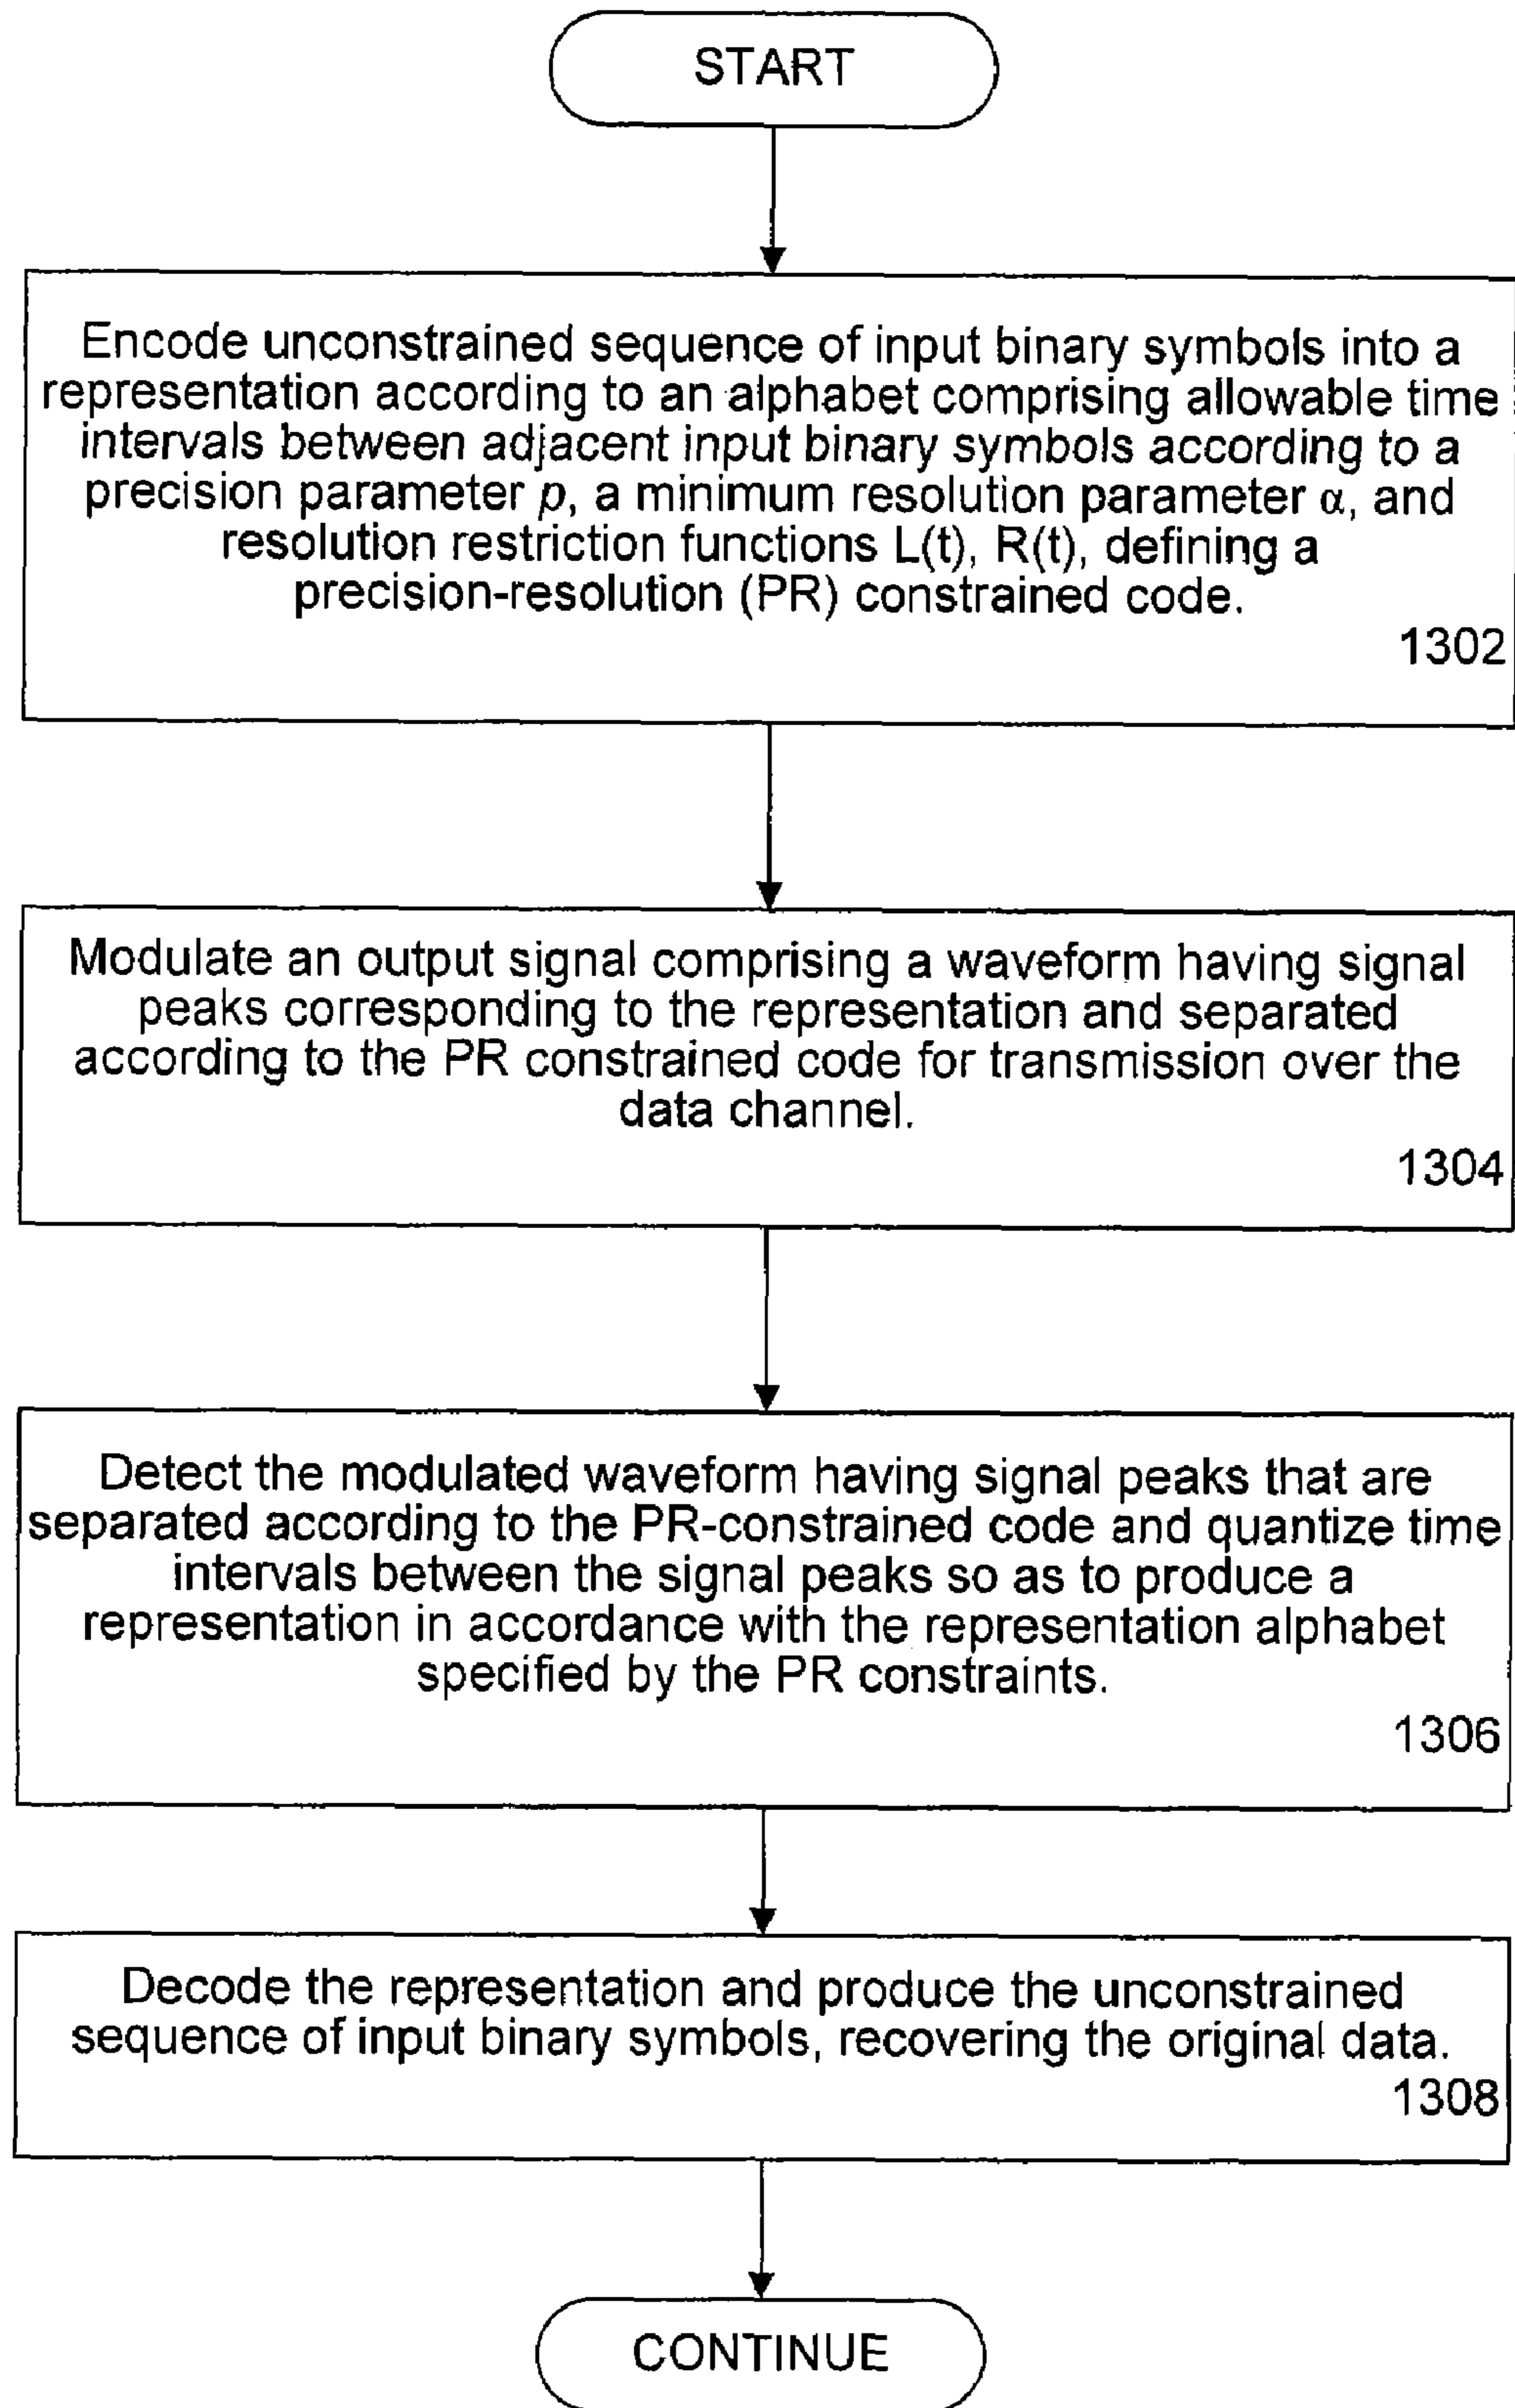 START
Encode unconstrained sequence of input binary symbols into a
representation according to an alphabet comprising allowable time
intervals between adjacent input binary symbols according to a
precision parameter p, a minimum resolution parameter α, and
resolution restriction functions L(t), R(t), defining a
precision-resolution (PR) constrained code.
1302
Modulate an output signal comprising a waveform having signal
peaks corresponding to the representation and separated
according to the PR constrained code for transmission over the
data channel.
1304
Detect the modulated waveform having signal peaks that are
separated according to the PR-constrained code and quantize time
intervals between the signal peaks so as to produce a
representation in accordance with the representation alphabet
specified by the PR constraints.
1306
Decode the representation and produce the unconstrained
sequence of input binary symbols, recovering the original data.
1308
CONTINUE